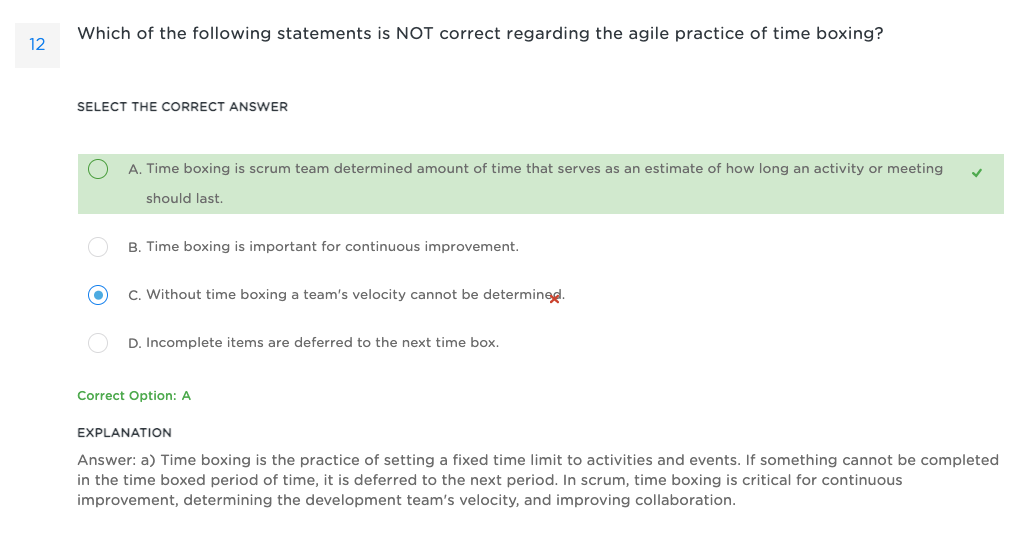 12
Which of the following statements is NOT correct regarding the agile practice of time boxing?
SELECT THE CORRECT ANSWER
A. Time boxing is scrum team determined amount of time that serves as an estimate of how long an activity or meeting
should last.
B. Time boxing is important for continuous improvement.
C. Without time boxing a team's velocity cannot be determined.
D. Incomplete items are deferred to the next time box.
Correct Option: A
EXPLANATION
Answer: a) Time boxing is the practice of setting a fixed time limit to activities and events. If something cannot be completed
in the time boxed period of time, it is deferred to the next period. In scrum, time boxing is critical for continuous
improvement, determining the development team's velocity, and improving collaboration.